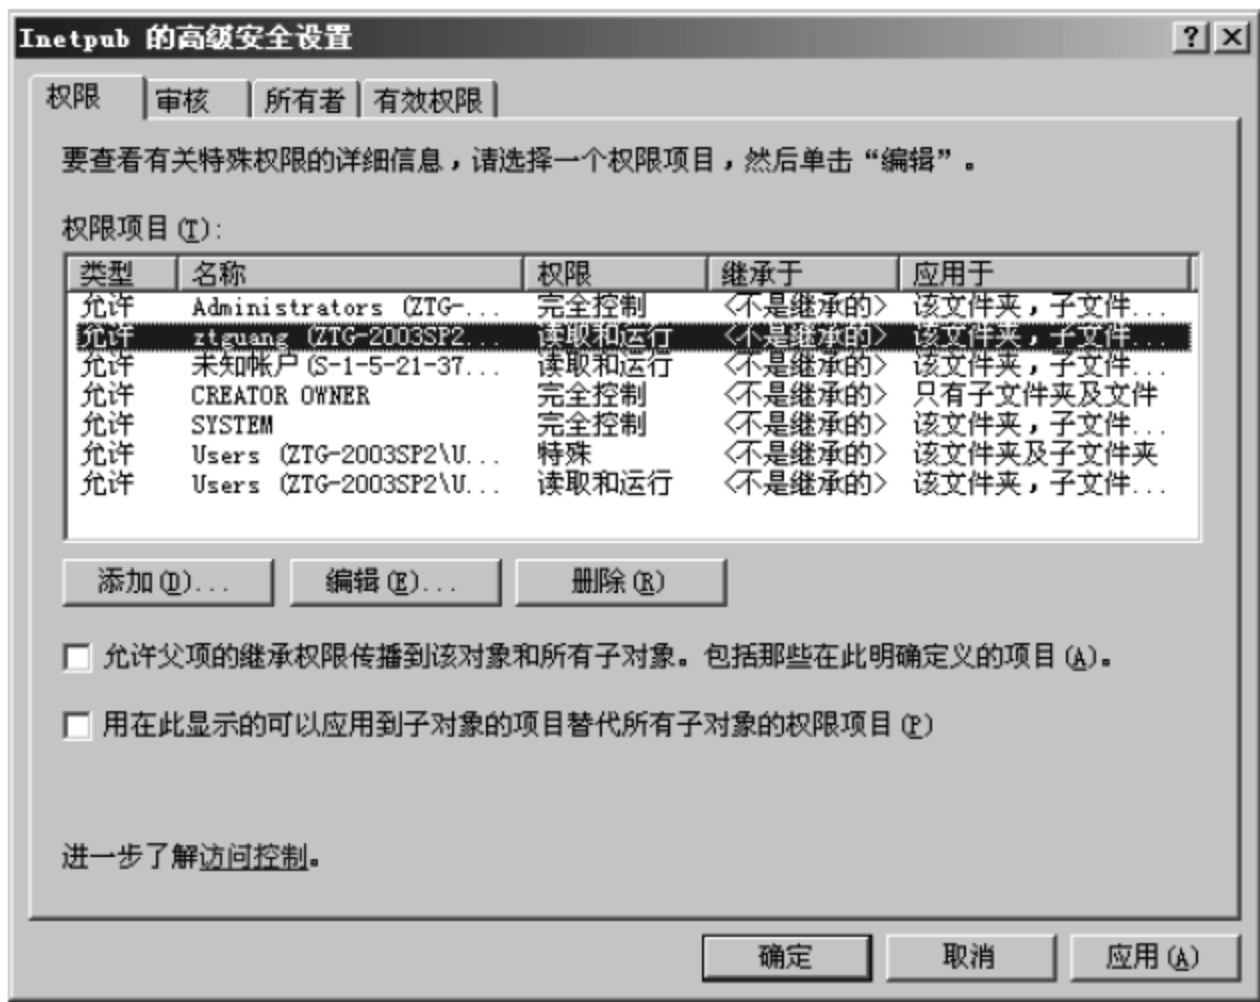 Inetpub 的高级安全设置
权限 审核 所有者 有效权限
要查看有关特殊权限的详细信息，请选择一个权限项目，然后单击“编辑”。
权限项目(T):
类型 名称 权限 继承于 应用于
允许 Administrators (ZTG-... 完全控制 <不是继承的> 该文件夹，子文件...
允许 ztguang (ZTG-2003SP2... 读取和运行 <不是继承的> 该文件夹，子文件...
允许 未知帐户(S-1-5-21-37... 读取和运行 <不是继承的> 该文件夹，子文件...
允许 CREATOR OWNER 完全控制 <不是继承的> 只有子文件夹及文件
允许 SYSTEM 完全控制 <不是继承的> 该文件夹，子文件...
允许 Users (ZTG-2003SP2\U... 特殊 <不是继承的> 该文件夹及子文件夹
允许 Users (ZTG-2003SP2\U... 读取和运行 <不是继承的> 该文件夹，子文件...
添加(D)... 编辑(E)... 删除(R)
允许父项的继承权限传播到该对象和所有子对象。包括那些在此明确定义的项目(A)。
用在此显示的可以应用到子对象的项目替代所有子对象的权限项目(P)
进一步了解访问控制。
确定 取消 应用(A)